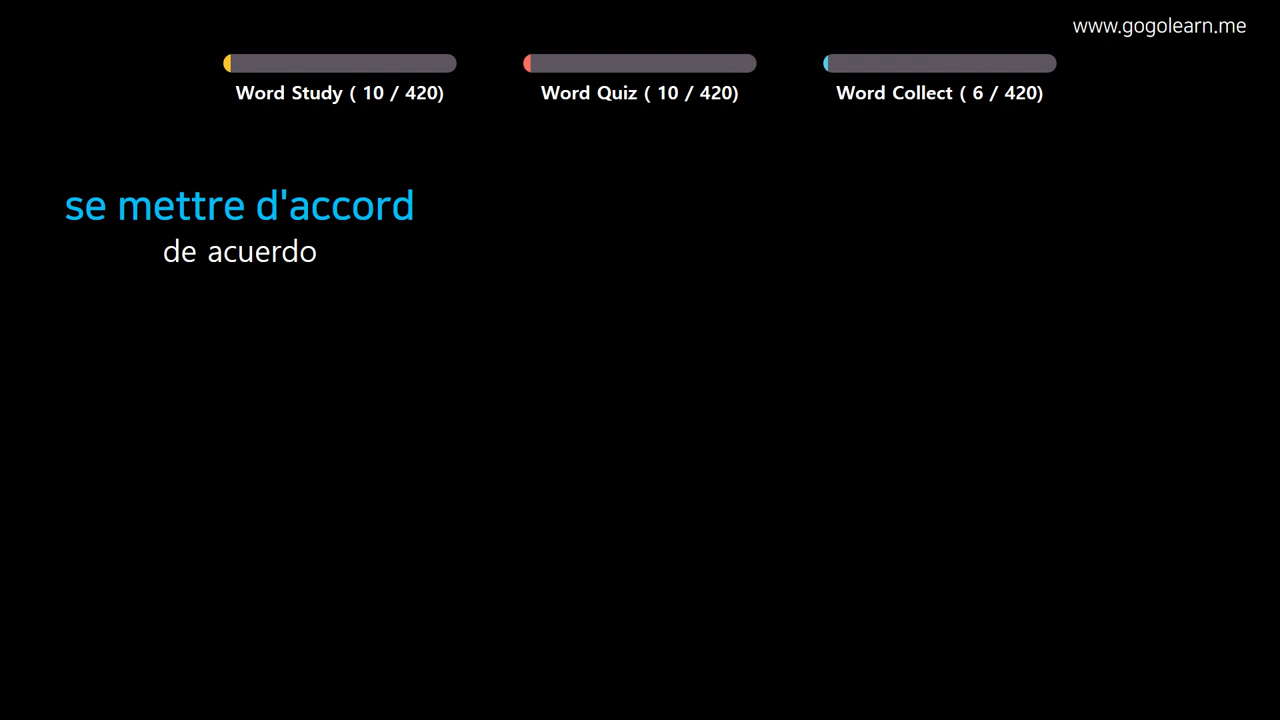 www.gogolearn.me
Word Study ( 10 / 420)
Word Quiz ( 10 / 420)
Word Collect ( 6 / 420)
se mettre d'accord
de acuerdo